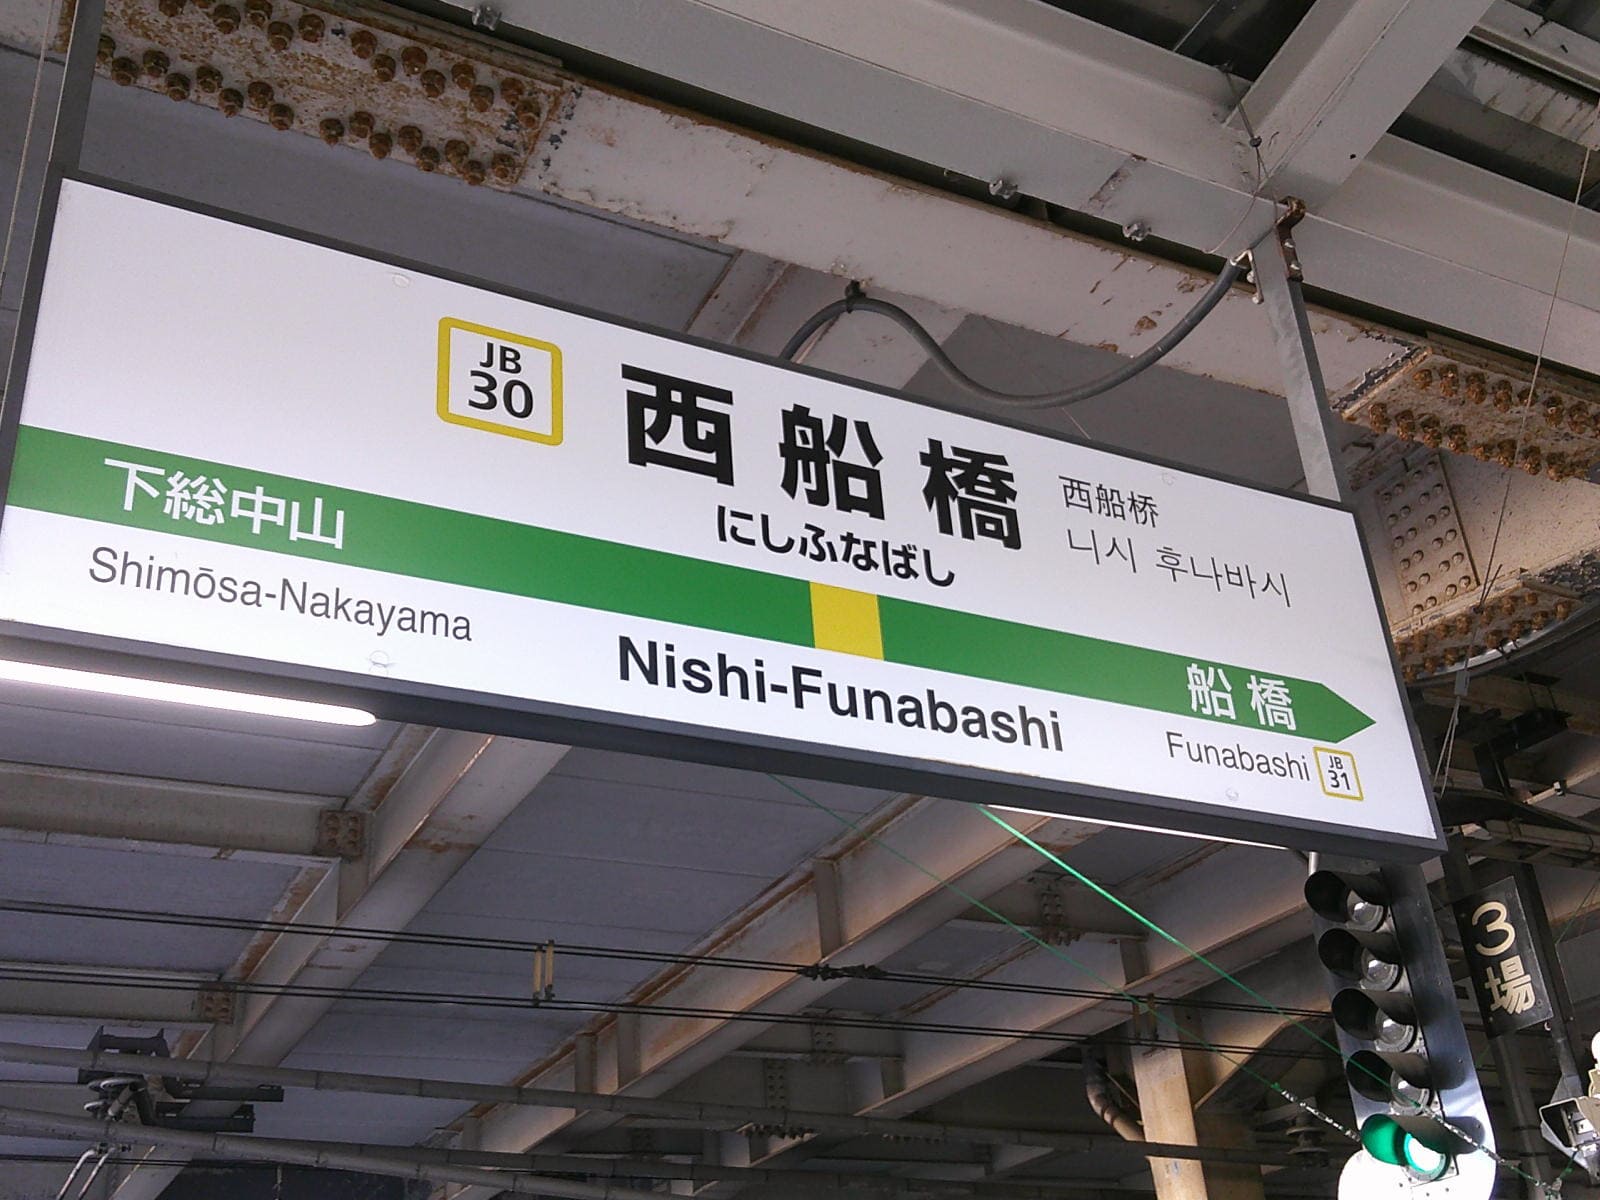 JB
30
西船橋
にしふなばし
西船桥
니시 후나바시
下総中山
Shimōsa-Nakayama
Nishi-Funabashi
船橋
Funabashi
JB
31
3場